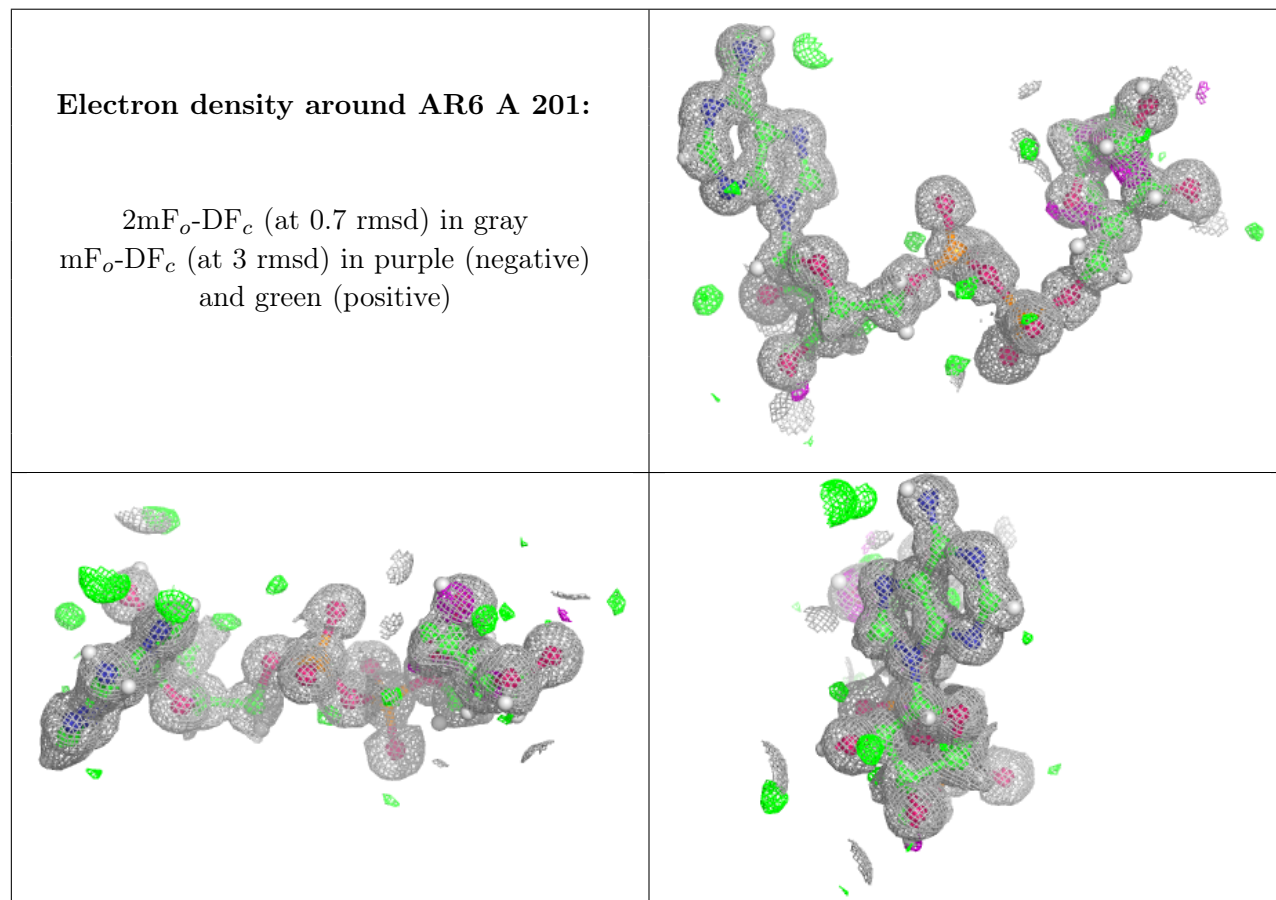 Electron density around AR6 A 201:
2mFo-DFc (at 0.7 rmsd) in gray
mFo-DFc (at 3 rmsd) in purple (negative)
and green (positive)